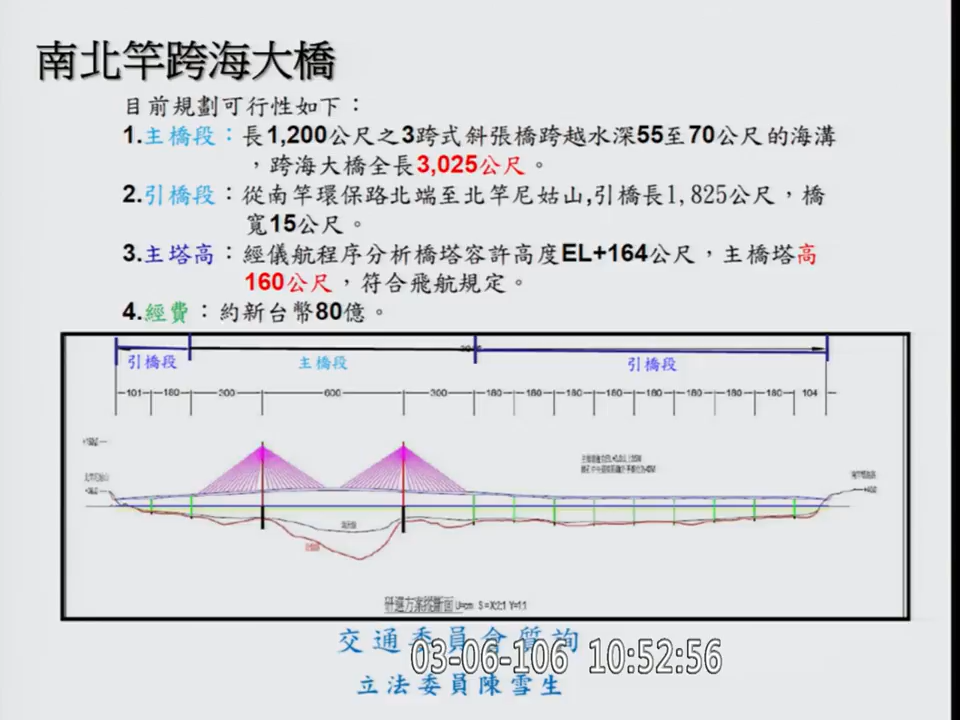 南北竿跨海大橋
目前規劃可行性如下：
1.主橋段：長1,200公尺之3跨式斜張橋跨越水深55至70公尺的海溝
，跨海大橋全長3,025公尺。
2.引橋段：從南竿環保路北端至北竿尼姑山,引橋長1,825公尺，橋
寬15公尺。
3.主塔高：經儀航程序分析橋塔容許高度EL+164公尺，主橋塔高
160公尺，符合飛航規定。
4.經費：約新台幣80億。
引橋段 主橋段 引橋段
101 180 300 600 300 180 180 180 180 180 180 180 180 104
交通委員會質詢
03-06-106 10:52:56
立法委員陳雪生